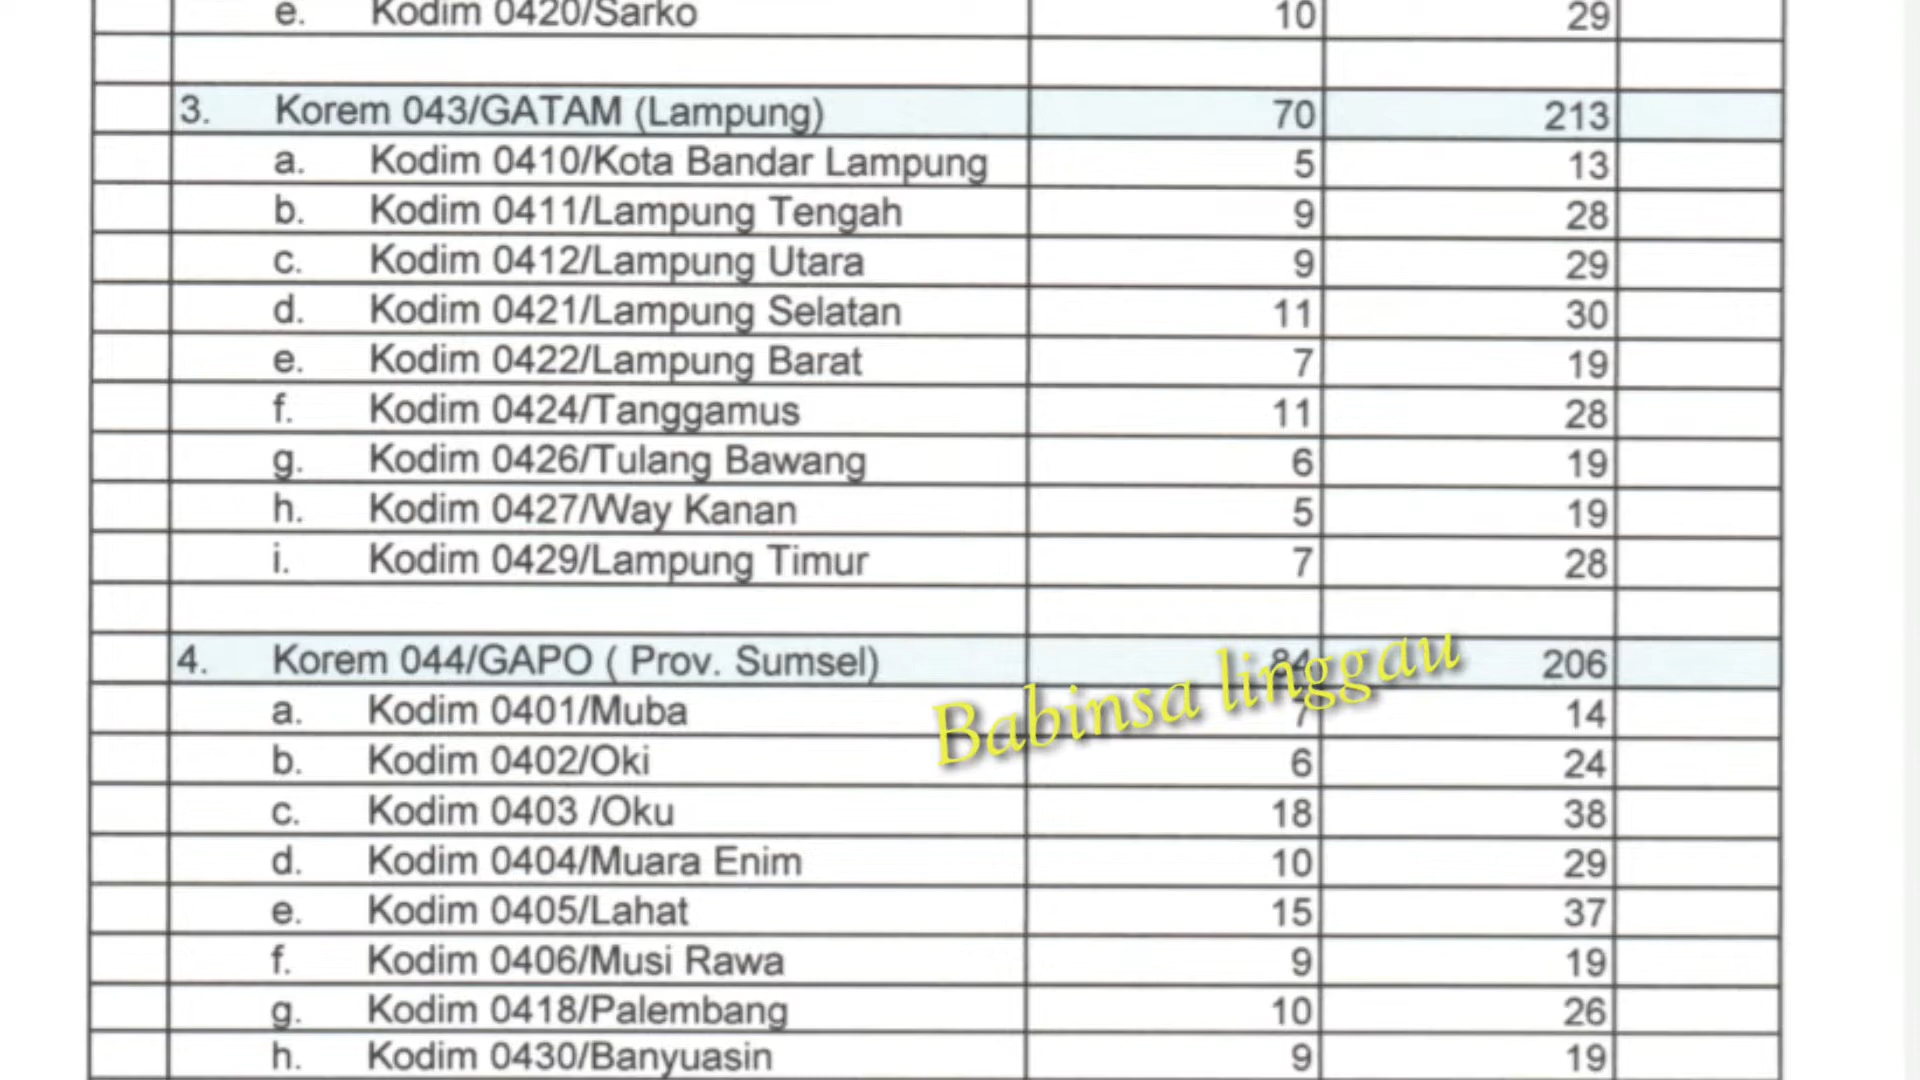 e. Kodim 0420/Sarko 10 29
3. Korem 043/GATAM (Lampung) 70 213
a. Kodim 0410/Kota Bandar Lampung 5 13
b. Kodim 0411/Lampung Tengah 9 28
c. Kodim 0412/Lampung Utara 9 29
d. Kodim 0421/Lampung Selatan 11 30
e. Kodim 0422/Lampung Barat 7 19
f. Kodim 0424/Tanggamus 11 28
g. Kodim 0426/Tulang Bawang 6 19
h. Kodim 0427/Way Kanan 5 19
i. Kodim 0429/Lampung Timur 7 28
4. Korem 044/GAPO ( Prov. Sumsel) 84 206
Babinsa linggau
a. Kodim 0401/Muba 7 14
b. Kodim 0402/Oki 6 24
c. Kodim 0403 /Oku 18 38
d. Kodim 0404/Muara Enim 10 29
e. Kodim 0405/Lahat 15 37
f. Kodim 0406/Musi Rawa 9 19
g. Kodim 0418/Palembang 10 26
h. Kodim 0430/Banyuasin 9 19